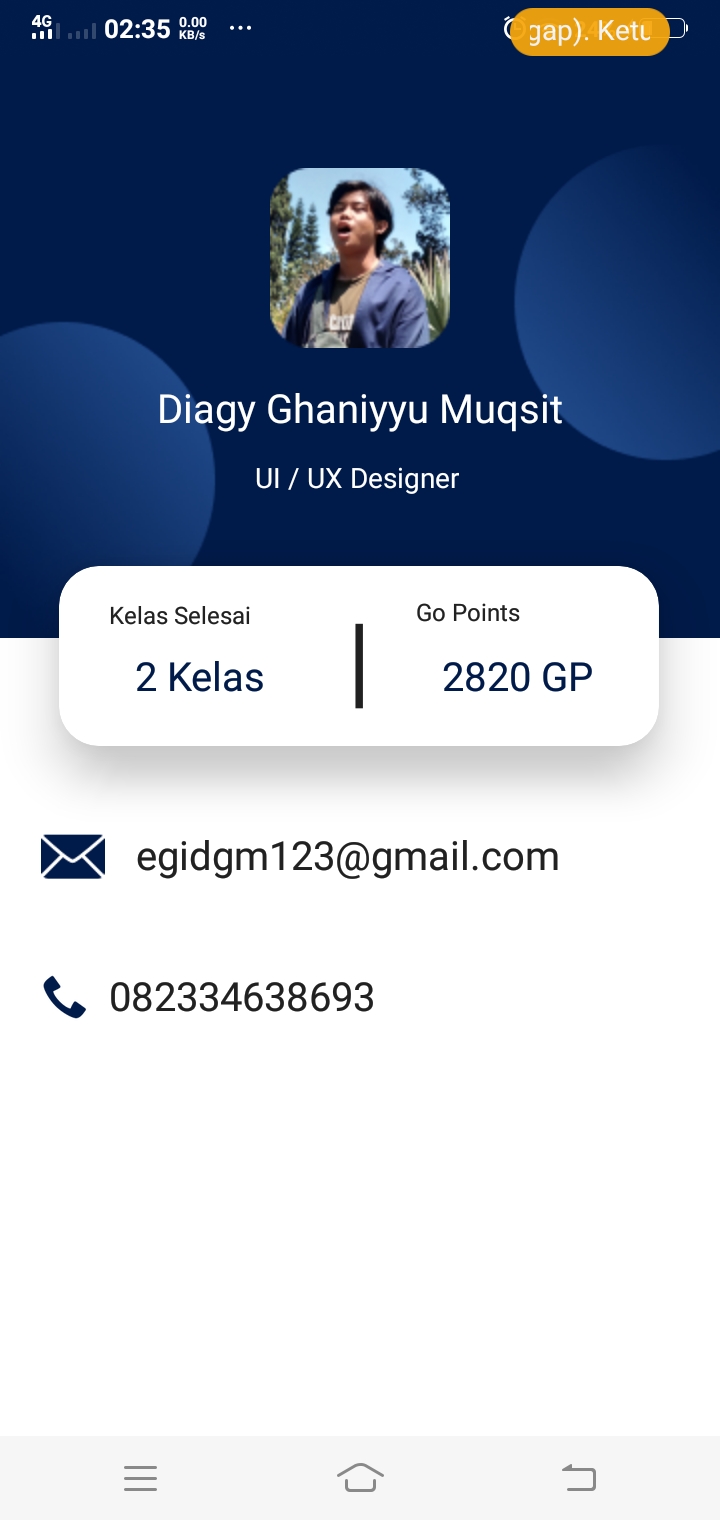 4G 02:35 0.00 KB/s ...
gap). Ketu
Diagy Ghaniyyu Muqsit
UI / UX Designer
Kelas Selesai
Go Points
2 Kelas
2820 GP
egidgm123@gmail.com
082334638693